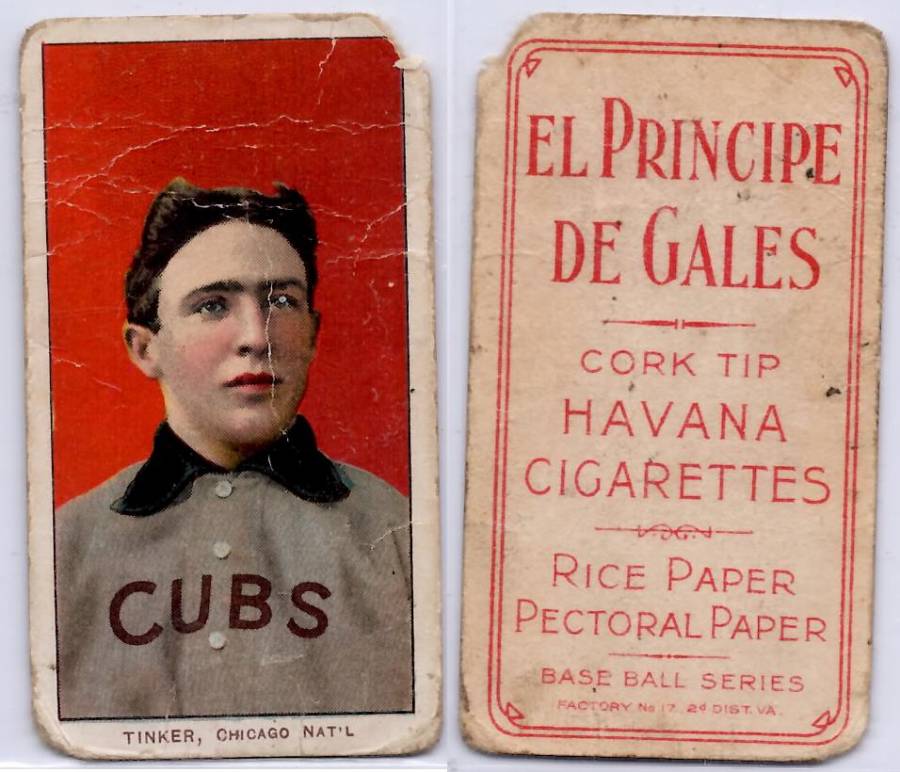 CUBS
TINKER, CHICAGO NAT'L
EL PRINCIPE
DE GALES
CORK TIP
HAVANA
CIGARETTES
RICE PAPER
PECTORAL PAPER
BASE BALL SERIES
FACTORY No 17. 2d DIST. VA.